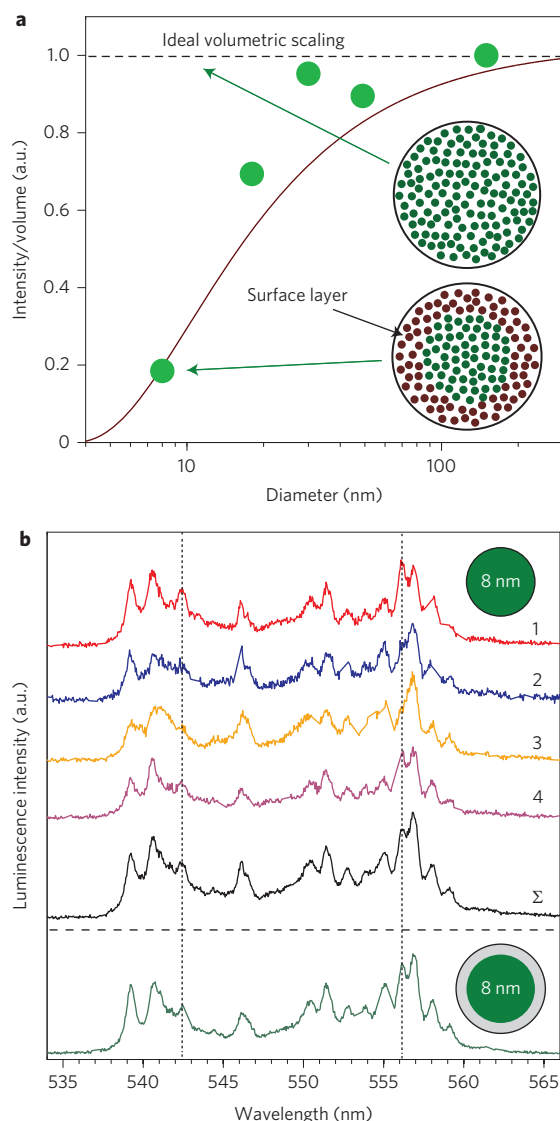 a
Ideal volumetric scaling
1.0
0.8
0.6
0.4
0.2
0
Intensity/volume (a.u.)
Surface layer
10
100
Diameter (nm)
b
8 nm
1
2
3
4
Σ
8 nm
Luminescence intensity (a.u.)
535
540
545
550
555
560
565
Wavelength (nm)